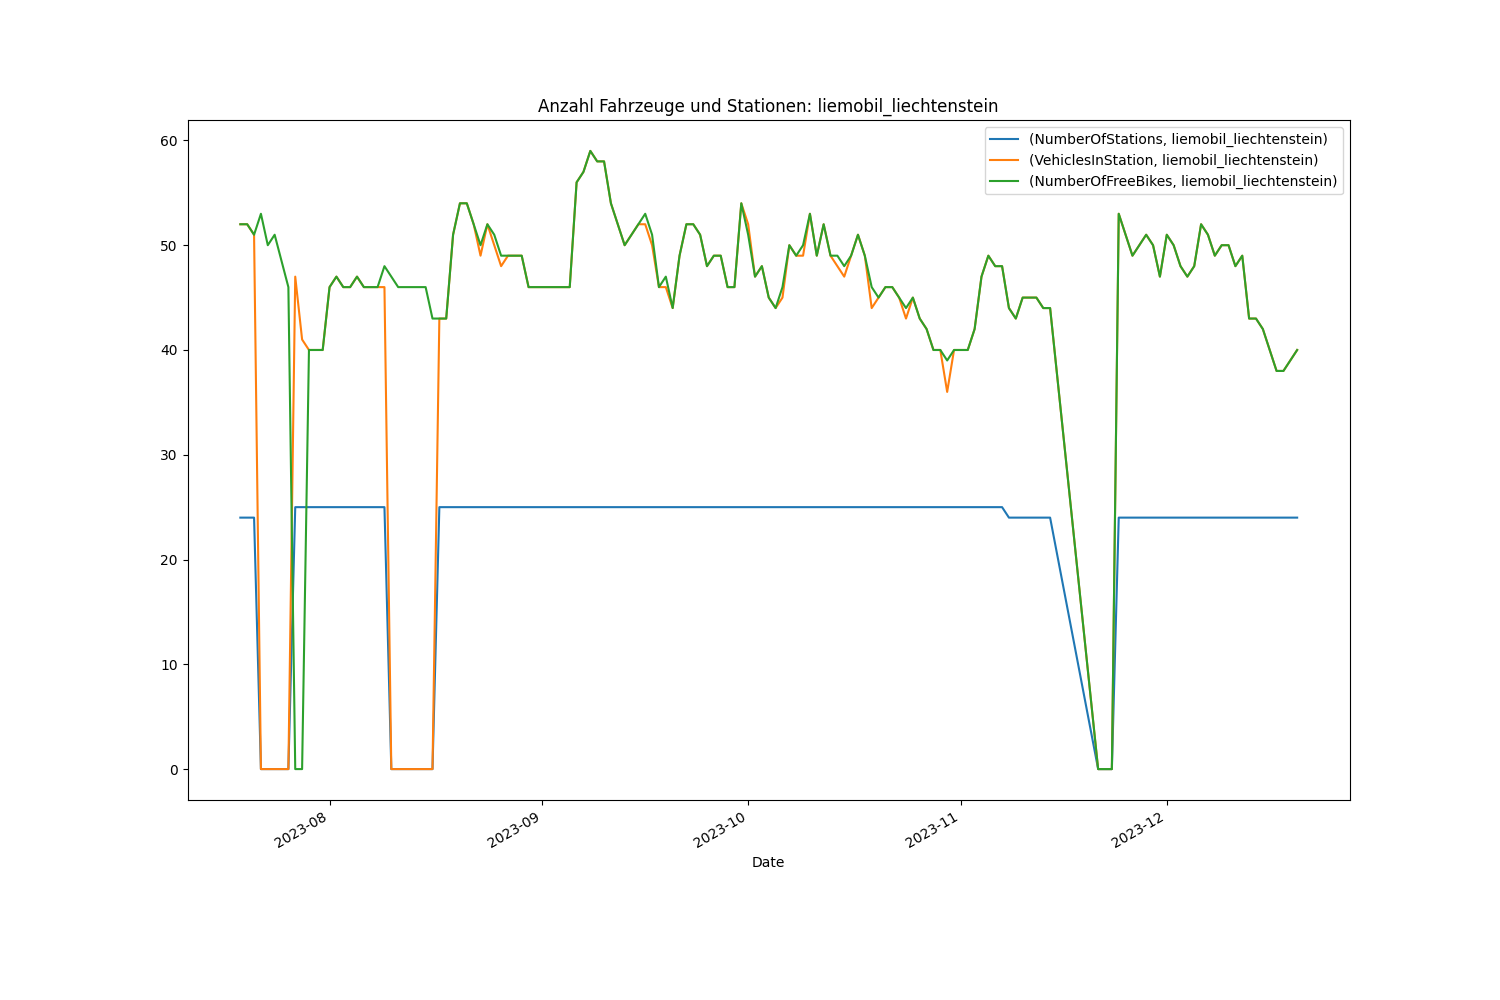 Anzahl Fahrzeuge und Stationen: liemobil_liechtenstein
(NumberOfStations, liemobil_liechtenstein)
(VehiclesInStation, liemobil_liechtenstein)
(NumberOfFreeBikes, liemobil_liechtenstein)
60
50
40
30
20
10
0
2023-08
2023-09
2023-10
2023-11
2023-12
Date